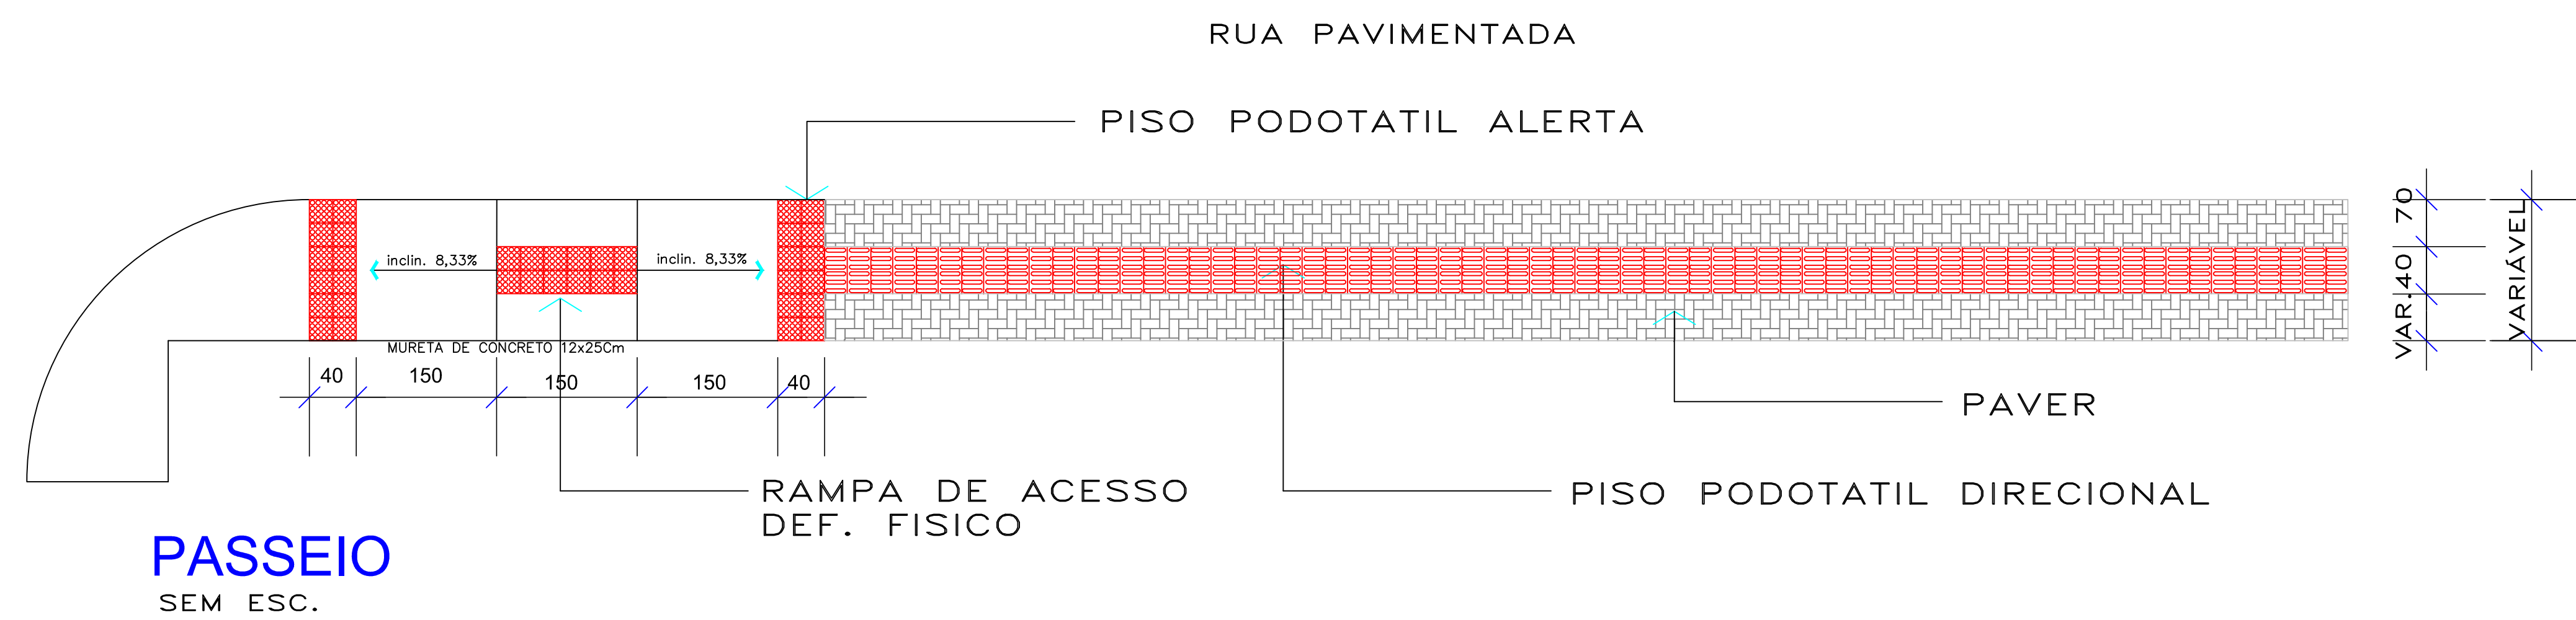 RUA PAVIMENTADA
PISO PODOTATIL ALERTA
inclin. 8,33%
inclin. 8,33%
70
VAR.40
VARIÁVEL
MURETA DE CONCRETO 12x25Cm
40
150
150
150
40
PAVER
RAMPA DE ACESSO
DEF. FISICO
PISO PODOTATIL DIRECIONAL
PASSEIO
SEM ESC.